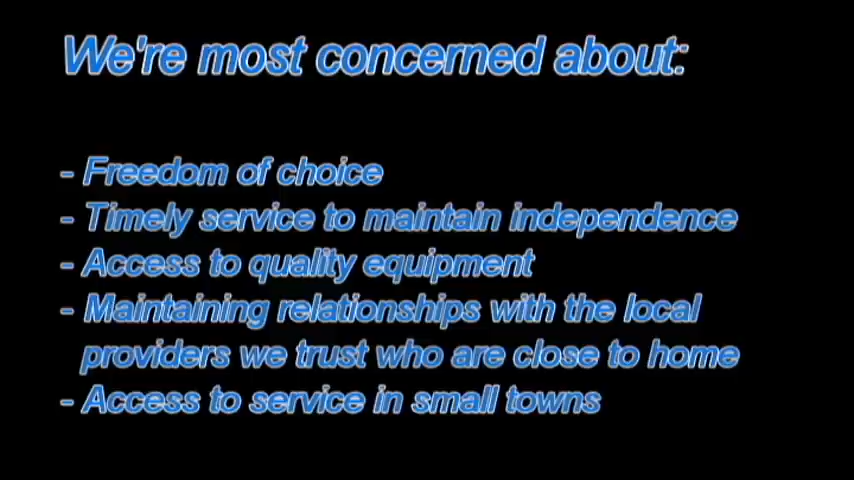 We're most concerned about:
- Freedom of choice
- Timely service to maintain independence
- Access to quality equipment
- Maintaining relationships with the local
providers we trust who are close to home
- Access to service in small towns